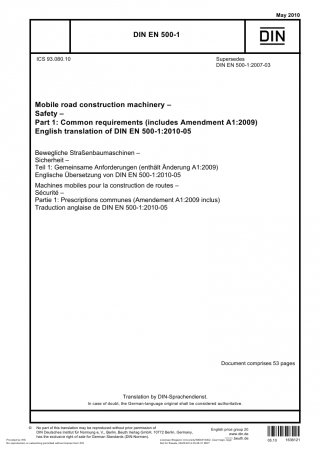 May 2010
DIN EN 500-1
DIN
ICS 93.080.10
Supersedes
DIN EN 500-1:2007-03
Mobile road construction machinery –
Safety –
Part 1: Common requirements (includes Amendment A1:2009)
English translation of DIN EN 500-1:2010-05
Bewegliche Straßenbaumaschinen –
Sicherheit –
Teil 1: Gemeinsame Anforderungen (enthält Änderung A1:2009)
Englische Übersetzung von DIN EN 500-1:2010-05
Machines mobiles pour la construction de routes –
Sécurité –
Partie 1: Prescriptions communes (Amendement A1:2009 inclus)
Traduction anglaise de DIN EN 500-1:2010-05
Document comprises 53 pages
Translation by DIN-Sprachendienst.
In case of doubt, the German-language original shall be considered authoritative.
© No part of this translation may be reproduced without prior permission of
DIN Deutsches Institut für Normung e. V., Berlin. Beuth Verlag GmbH, 10772 Berlin, Germany,
has the exclusive right of sale for German Standards (DIN-Normen).
English price group 20
www.din.de
beuth.de
05.10